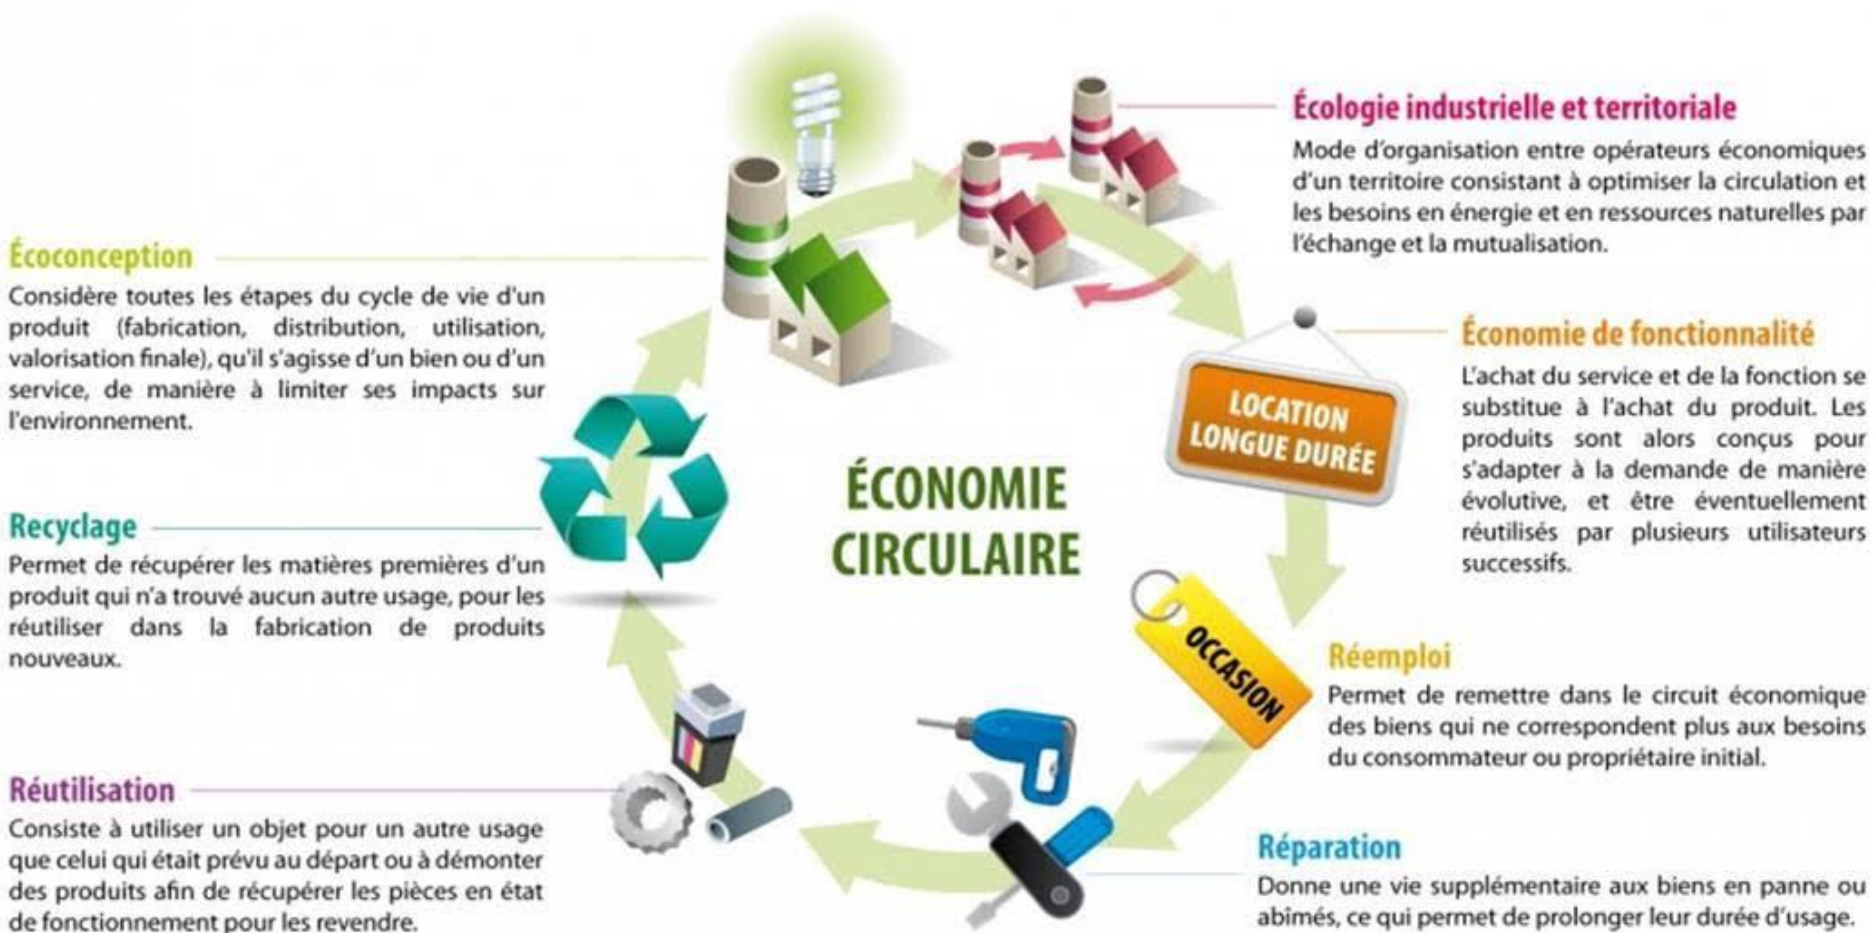 Écologie industrielle et territoriale
Mode d'organisation entre opérateurs économiques
d'un territoire consistant à optimiser la circulation et
les besoins en énergie et en ressources naturelles par
l'échange et la mutualisation.
Écoconception
Considère toutes les étapes du cycle de vie d'un
produit (fabrication, distribution, utilisation,
valorisation finale), qu'il s'agisse d'un bien ou d'un
service, de manière à limiter ses impacts sur
l'environnement.
Économie de fonctionnalité
L'achat du service et de la fonction se
substitue à l'achat du produit. Les
produits sont alors conçus pour
s'adapter à la demande de manière
évolutive, et être éventuellement
réutilisés par plusieurs utilisateurs
successifs.
LOCATION
LONGUE DURÉE
ÉCONOMIE
CIRCULAIRE
Recyclage
Permet de récupérer les matières premières d'un
produit qui n'a trouvé aucun autre usage, pour les
réutiliser dans la fabrication de produits
nouveaux.
OCCASION
Réemploi
Permet de remettre dans le circuit économique
des biens qui ne correspondent plus aux besoins
du consommateur ou propriétaire initial.
Réutilisation
Consiste à utiliser un objet pour un autre usage
que celui qui était prévu au départ ou à démonter
des produits afin de récupérer les pièces en état
de fonctionnement pour les revendre.
Réparation
Donne une vie supplémentaire aux biens en panne ou
abîmés, ce qui permet de prolonger leur durée d'usage.